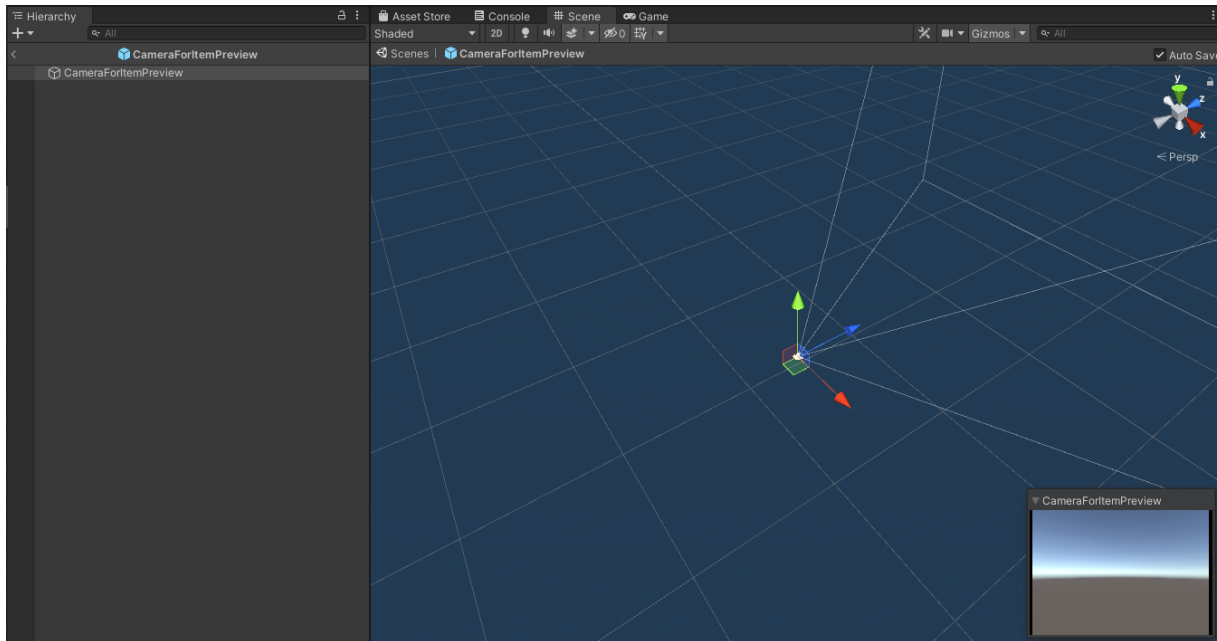 Hierarchy
All
CameraForItemPreview
CameraForItemPreview
Asset Store Console Scene Game
Shaded 2D 0 Gizmos All
Scenes | CameraForItemPreview Auto Save
y
z
x
Persp
CameraForItemPreview